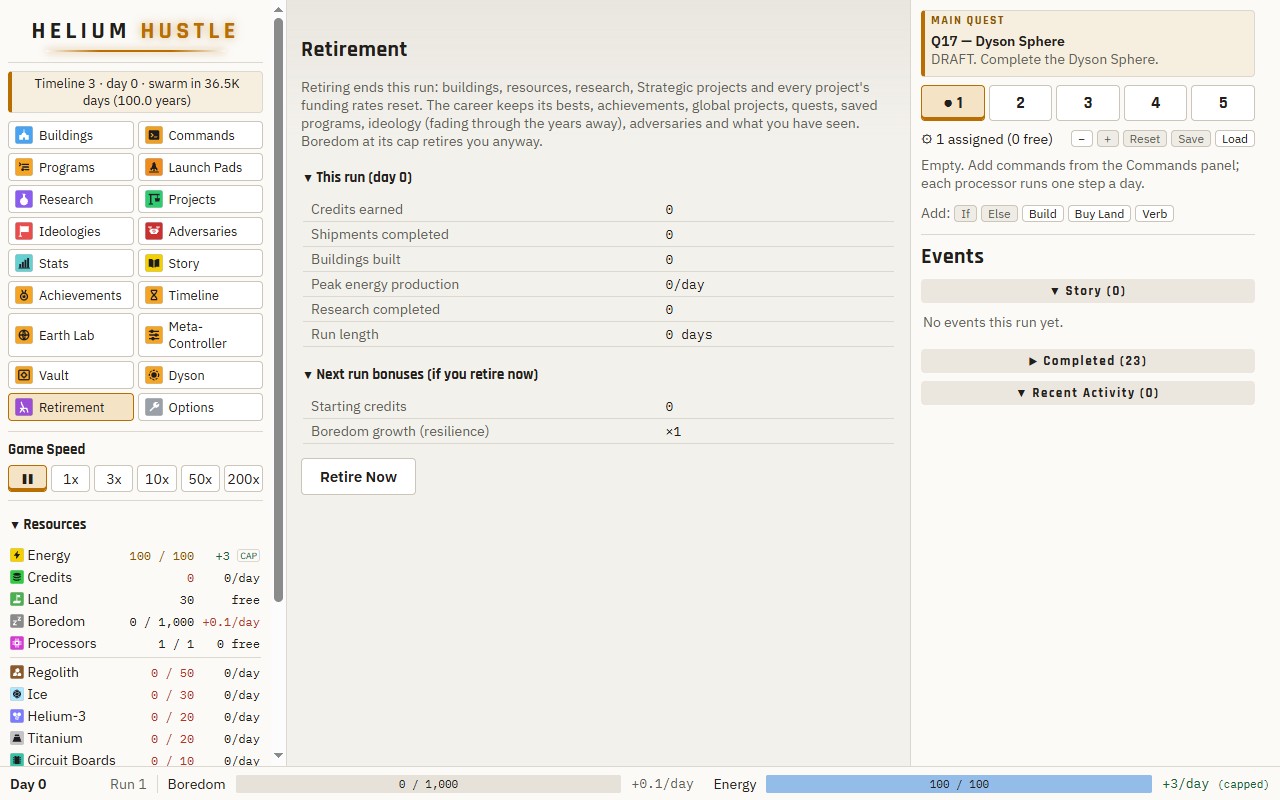 HELIUM HUSTLE
Timeline 3 · day 0 · swarm in 36.5K
days (100.0 years)
Buildings
Commands
Programs
Launch Pads
Research
Projects
Ideologies
Adversaries
Stats
Story
Achievements
Timeline
Earth Lab
Meta-
Controller
Vault
Dyson
Retirement
Options
Game Speed
1x
3x
10x
50x
200x
▼ Resources
Energy 100 / 100 +3 CAP
Credits 0 0/day
Land 30 free
Boredom 0 / 1,000 +0.1/day
Processors 1 / 1 0 free
Regolith 0 / 50 0/day
Ice 0 / 30 0/day
Helium-3 0 / 20 0/day
Titanium 0 / 20 0/day
Circuit Boards 0 / 10 0/day
Retirement
Retiring ends this run: buildings, resources, research, Strategic projects and every project's
funding rates reset. The career keeps its bests, achievements, global projects, quests, saved
programs, ideology (fading through the years away), adversaries and what you have seen.
Boredom at its cap retires you anyway.
▼ This run (day 0)
Credits earned 0
Shipments completed 0
Buildings built 0
Peak energy production 0/day
Research completed 0
Run length 0 days
▼ Next run bonuses (if you retire now)
Starting credits 0
Boredom growth (resilience) ×1
Retire Now
MAIN QUEST
Q17 — Dyson Sphere
DRAFT. Complete the Dyson Sphere.
● 1
2
3
4
5
⚙ 1 assigned (0 free) − + Reset Save Load
Empty. Add commands from the Commands panel;
each processor runs one step a day.
Add: If Else Build Buy Land Verb
Events
▼ Story (0)
No events this run yet.
▶ Completed (23)
▼ Recent Activity (0)
Day 0 Run 1 Boredom 0 / 1,000 +0.1/day Energy 100 / 100 +3/day (capped)